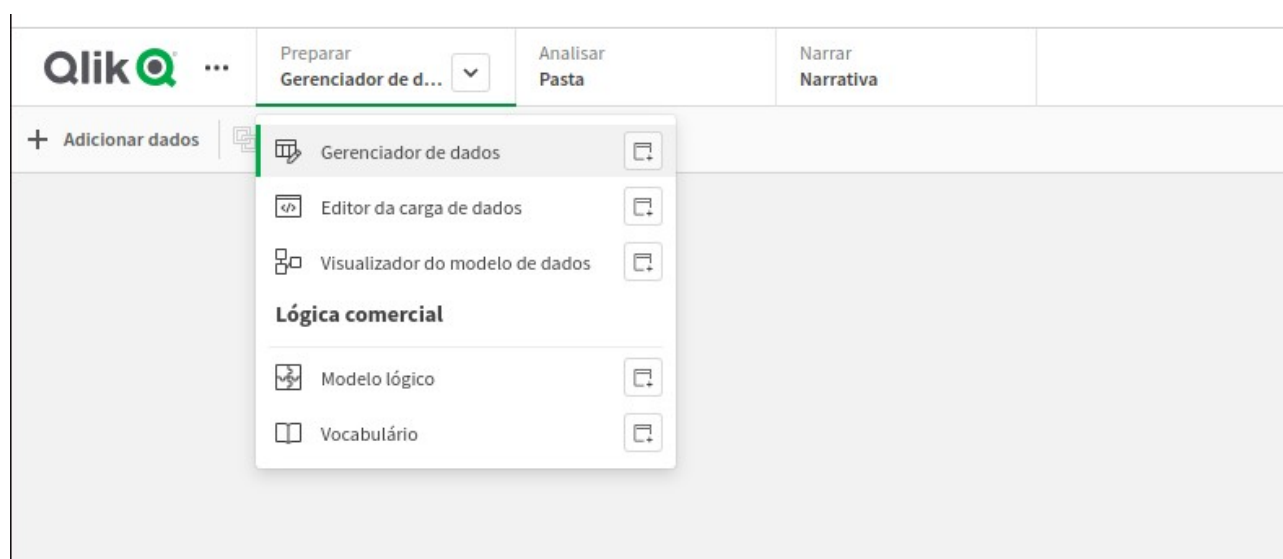 Qlik
Preparar
Gerenciador de d...
Analisar
Pasta
Narrar
Narrativa
Adicionar dados
Gerenciador de dados
Editor da carga de dados
Visualizador do modelo de dados
Lógica comercial
Modelo lógico
Vocabulário